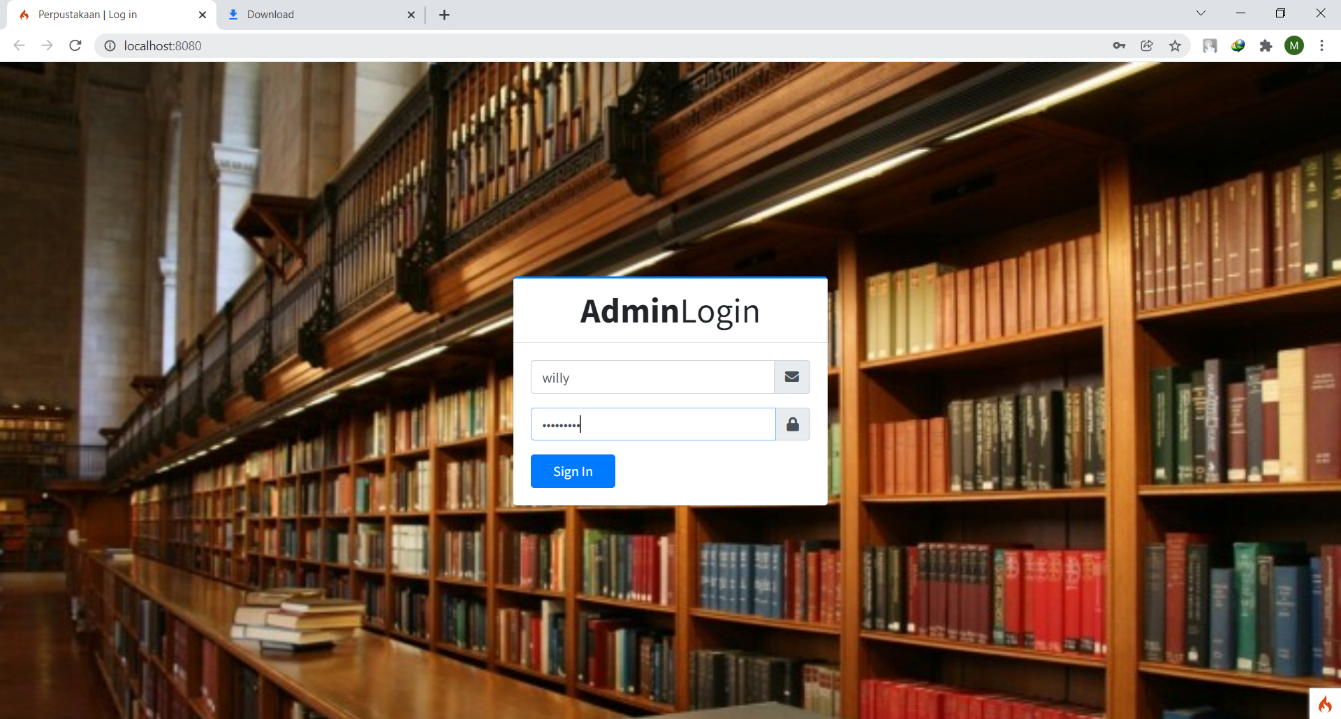 Perpustakaan | Log in
Download
localhost:8080
M
AdminLogin
willy
•••••••••
Sign In